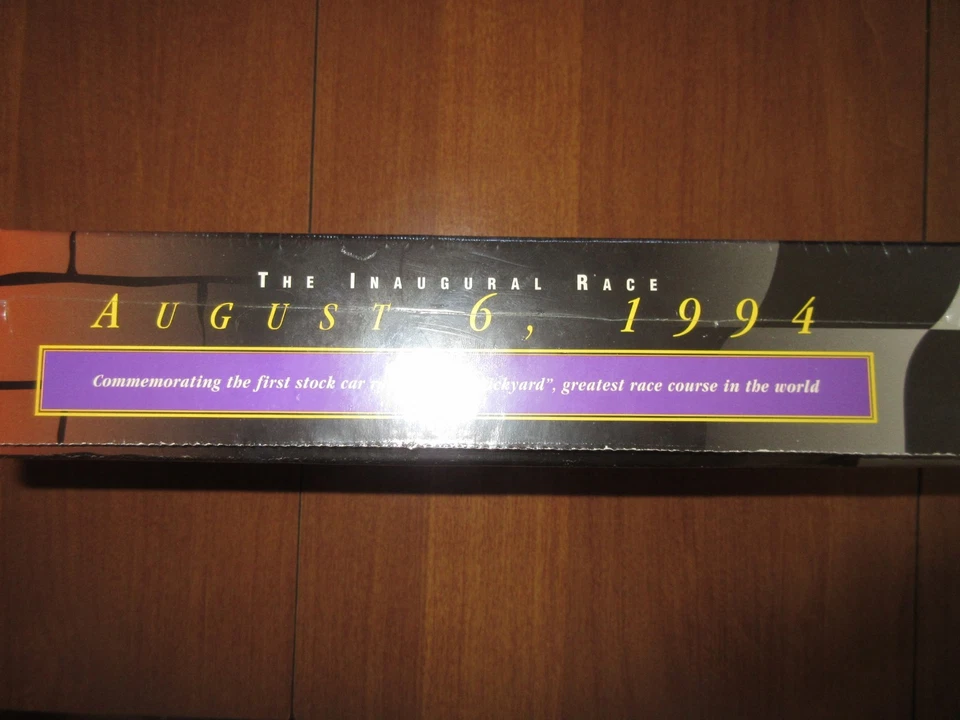 THE INAUGURAL RACE
AUGUST 6, 1994
Commemorating the first stock car greatest race course in the world